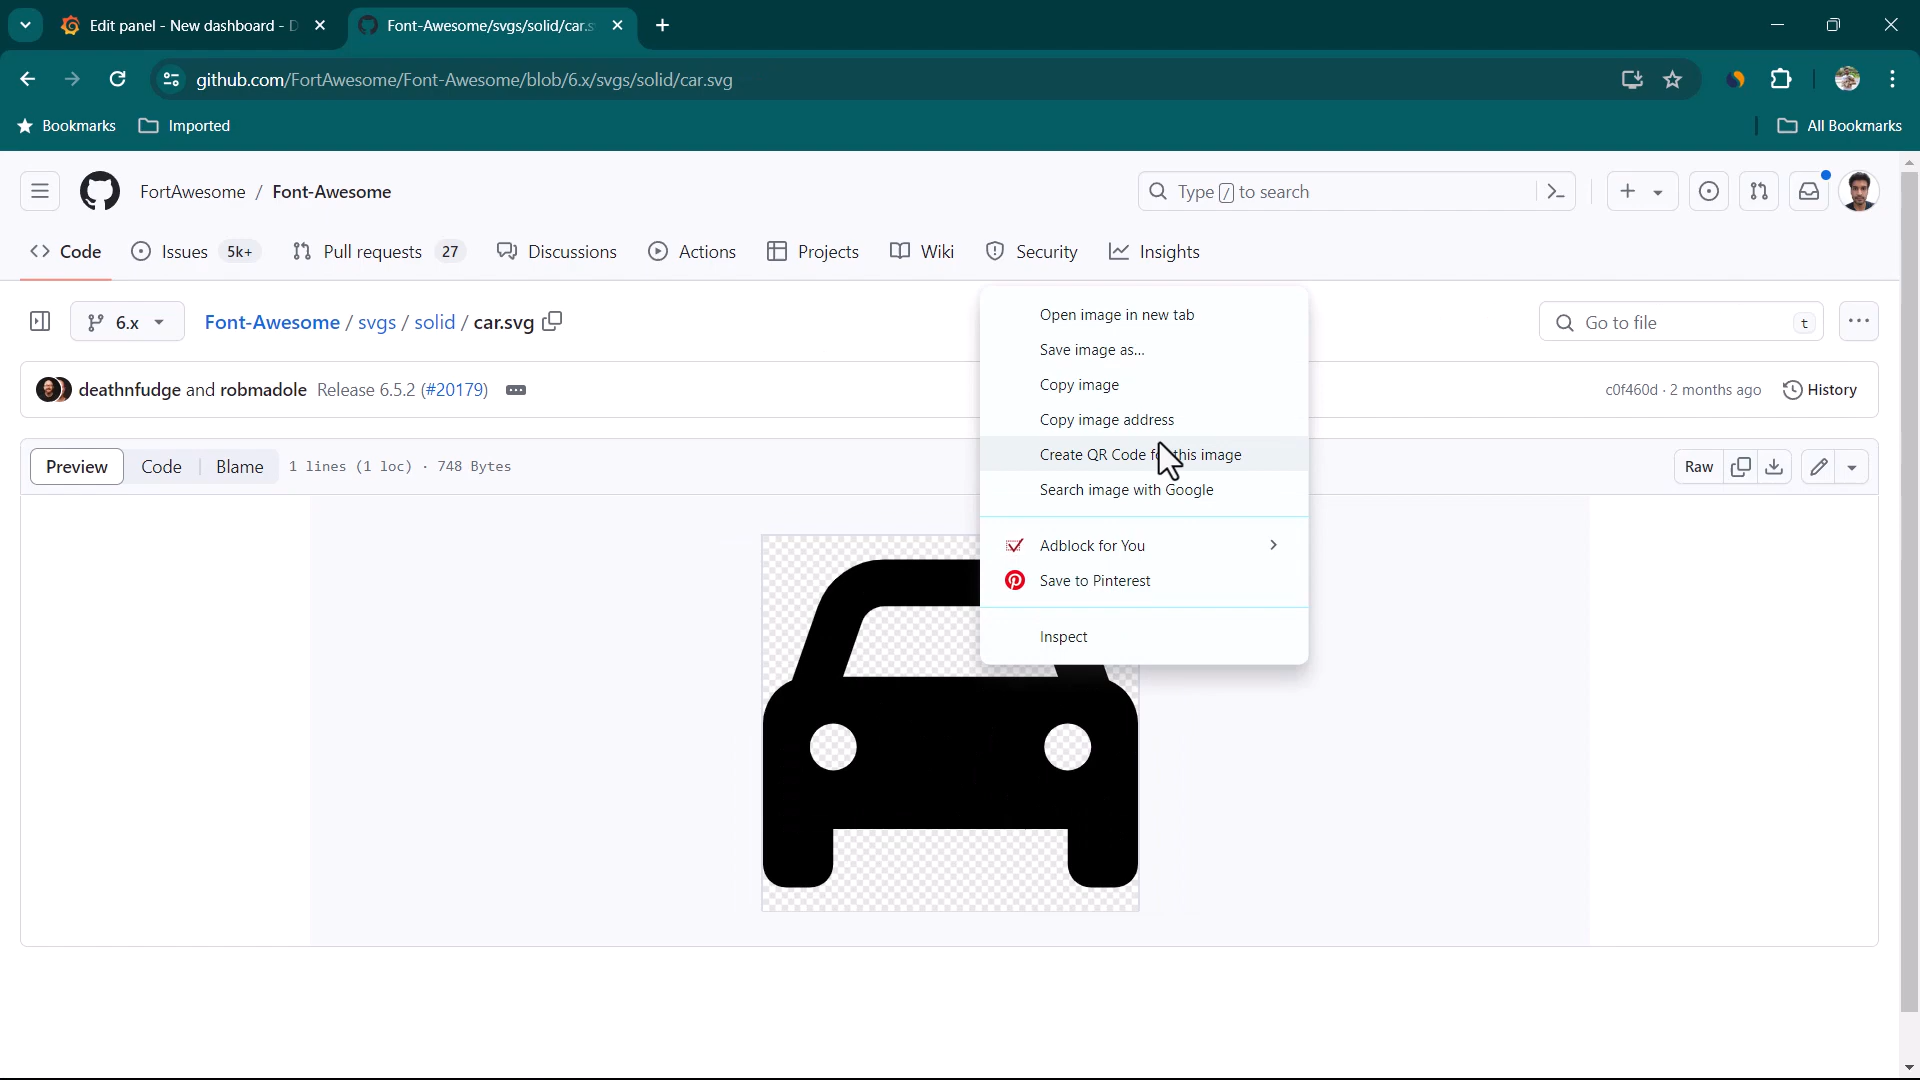 Edit panel - New dashboard - D
Font-Awesome/svgs/solid/car.s
github.com/FortAwesome/Font-Awesome/blob/6.x/svgs/solid/car.svg
Bookmarks
Imported
All Bookmarks
FortAwesome / Font-Awesome
Type / to search
Code
Issues 5k+
Pull requests 27
Discussions
Actions
Projects
Wiki
Security
Insights
6.x
Font-Awesome / svgs / solid / car.svg
Go to file t
deathnfudge and robmadole Release 6.5.2 (#20179)
c0f460d · 2 months ago
History
Preview
Code
Blame
1 lines (1 loc) · 748 Bytes
Raw
Open image in new tab
Save image as...
Copy image
Copy image address
Create QR Code for this image
Search image with Google
Adblock for You
Save to Pinterest
Inspect